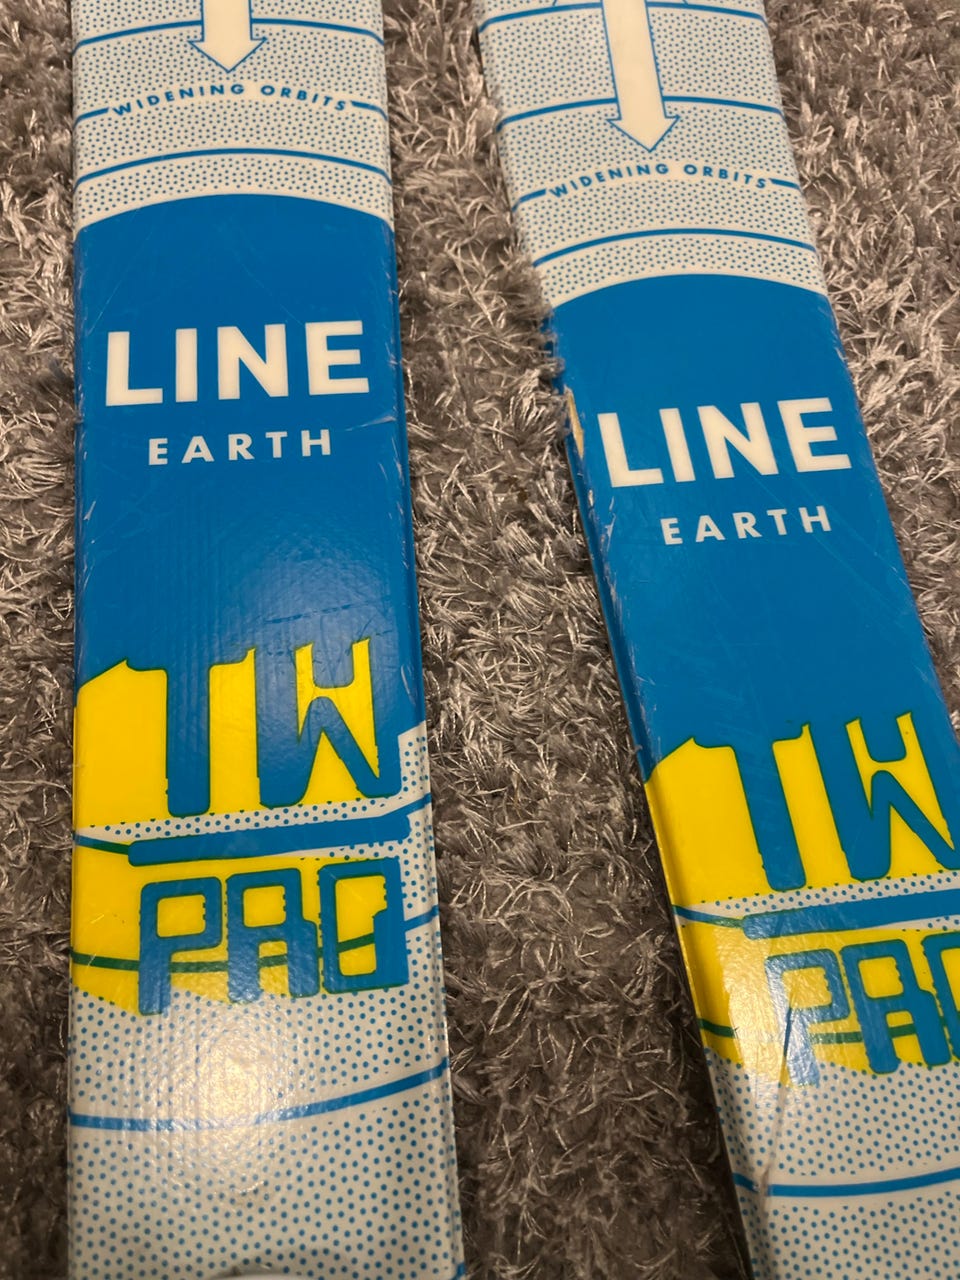 WIDENING ORBITS
LINE
EARTH
TW
PRO
WIDENING ORBITS
LINE
EARTH
TW
PRO